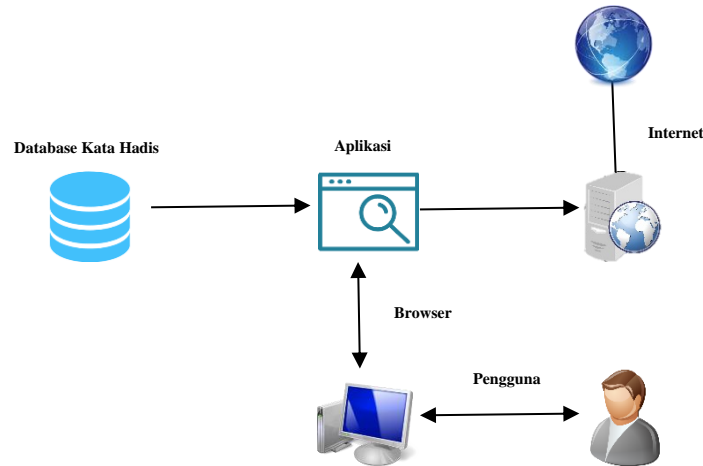 Internet
Database Kata Hadis
Aplikasi
Browser
Pengguna